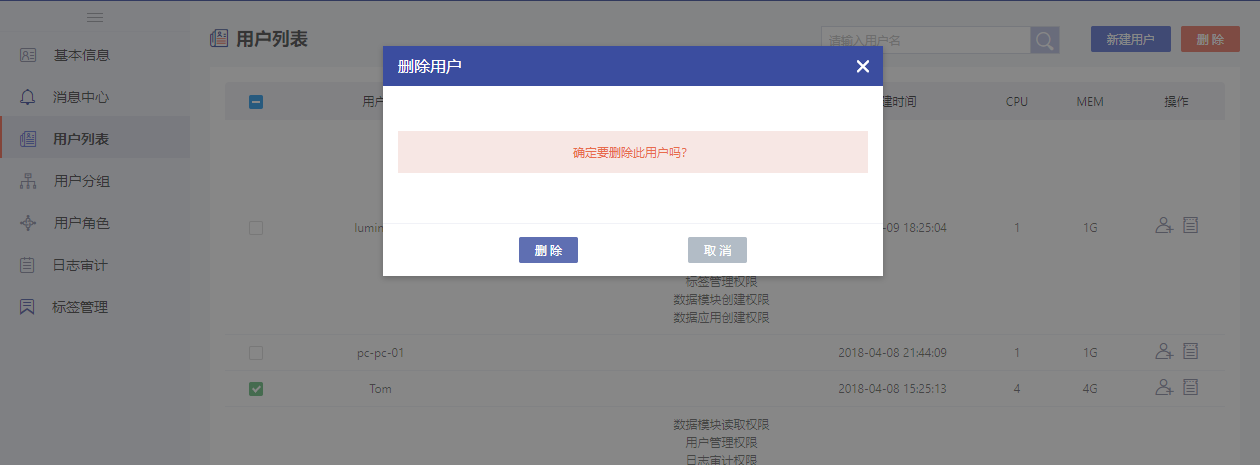 基本信息
消息中心
用户列表
用户分组
用户角色
日志审计
标签管理
用户列表
请输入用户名
新建用户
删 除
删除用户
确定要删除此用户吗?
删 除
取 消
用户
建时间
CPU
MEM
操作
lumin
-09 18:25:04
1
1G
标签管理权限
数据模块创建权限
数据应用创建权限
pc-pc-01
2018-04-08 21:44:09
1
1G
Tom
2018-04-08 15:25:13
4
4G
数据模块读取权限
用户管理权限
日志审计权限